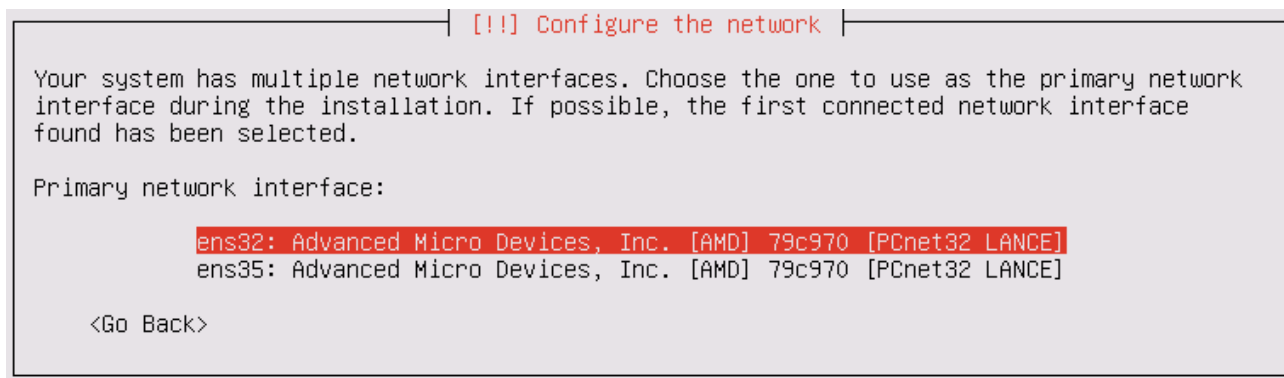 [!!] Configure the network
Your system has multiple network interfaces. Choose the one to use as the primary network
interface during the installation. If possible, the first connected network interface
found has been selected.
Primary network interface:
ens32: Advanced Micro Devices, Inc. [AMD] 79c970 [PCnet32 LANCE]
ens35: Advanced Micro Devices, Inc. [AMD] 79c970 [PCnet32 LANCE]
<Go Back>